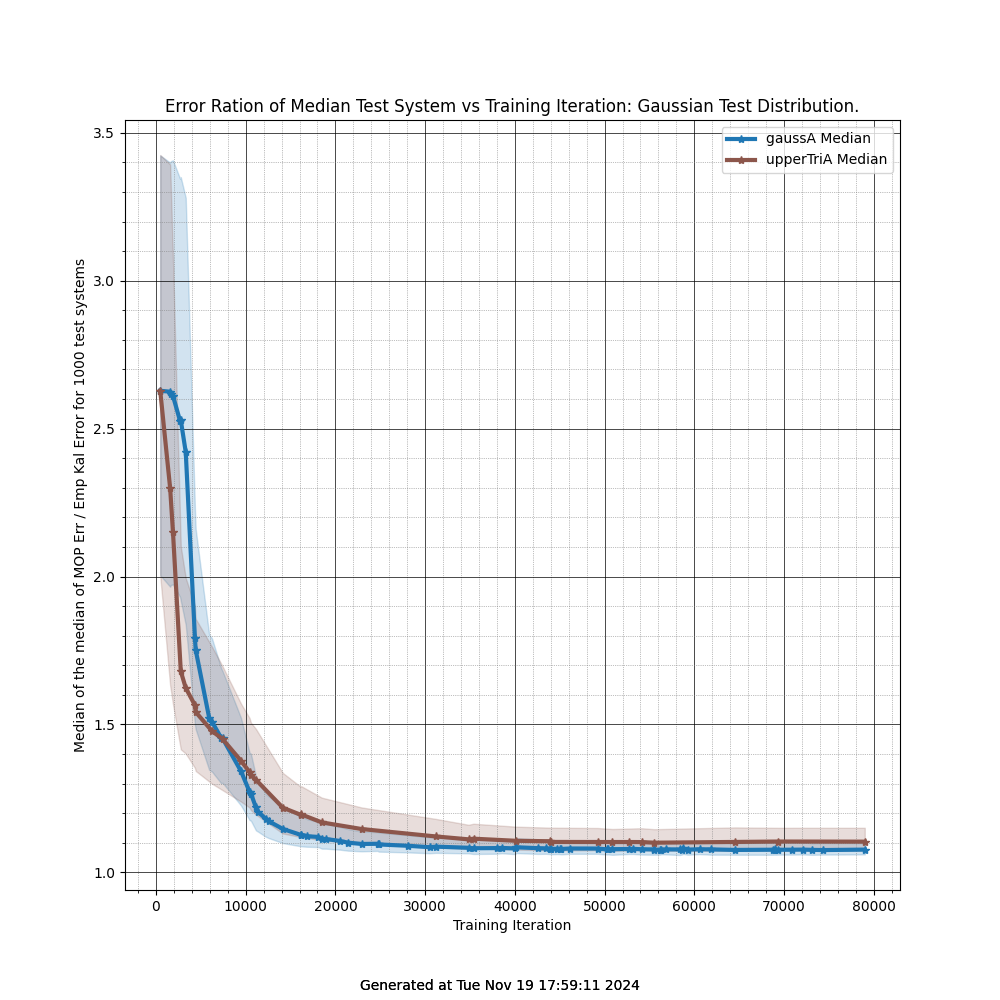 Error Ration of Median Test System vs Training Iteration: Gaussian Test Distribution.
gaussA Median
upperTriA Median
Median of the median of MOP Err / Emp Kal Error for 1000 test systems
3.5
3.0
2.5
2.0
1.5
1.0
0 10000 20000 30000 40000 50000 60000 70000 80000
Training Iteration
Generated at Tue Nov 19 17:59:11 2024